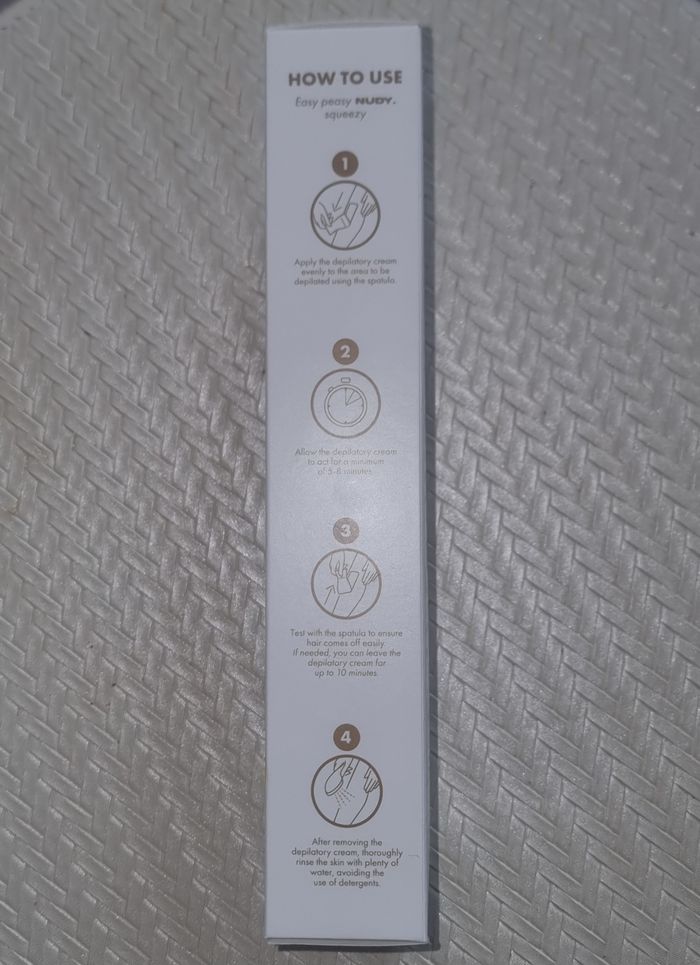 HOW TO USE
Easy peasy NUDY.
squeezy
1
Apply the depilatory cream
evenly to the area to be
depilated using the spatula.
2
Allow the depilatory cream
to act for a minimum
of 5-8 minutes.
3
Test with the spatula to ensure
hair comes off easily.
If needed, you can leave the
depilatory cream for
up to 10 minutes.
4
After removing the
depilatory cream, thoroughly
rinse the skin with plenty of
water, avoiding the
use of detergents.